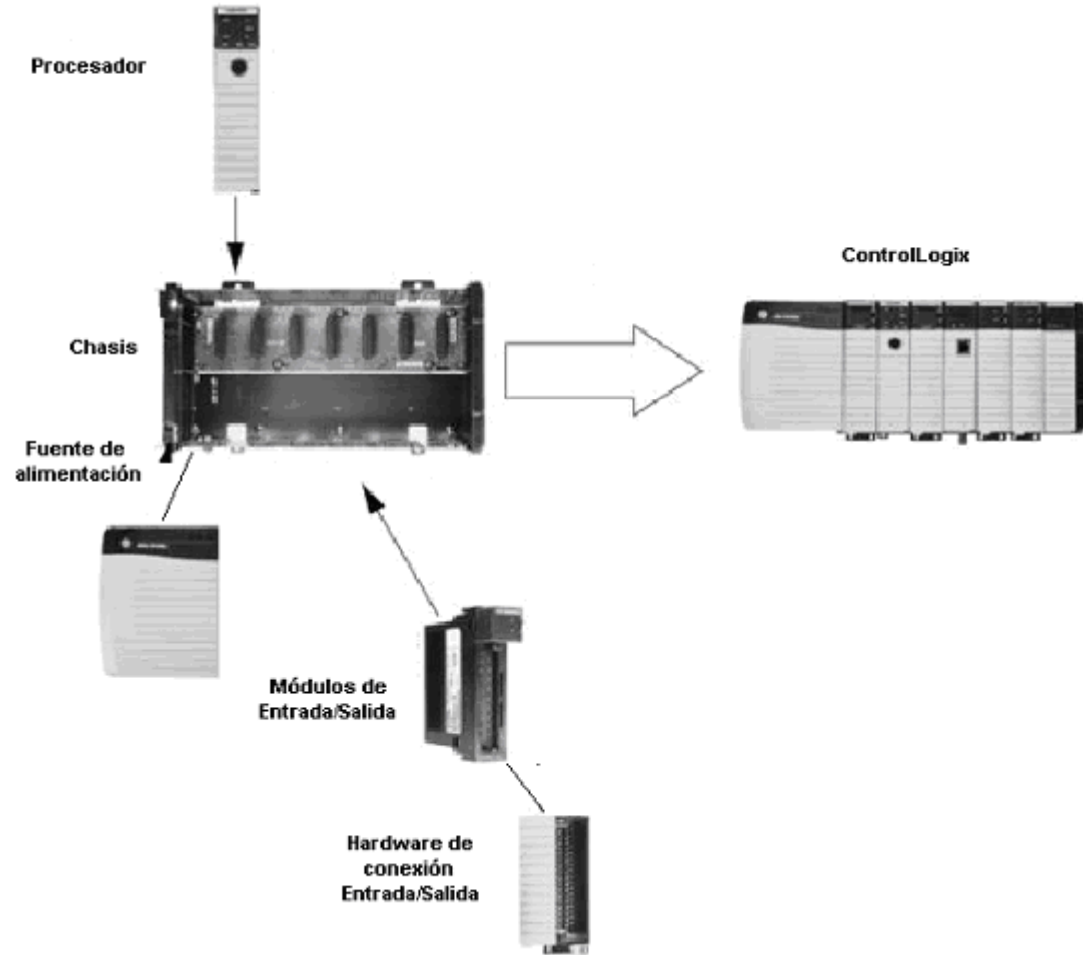 Procesador
ControlLogix
Chasis
Fuente de
alimentación
Módulos de
Entrada/Salida
Hardware de
conexión
Entrada/Salida